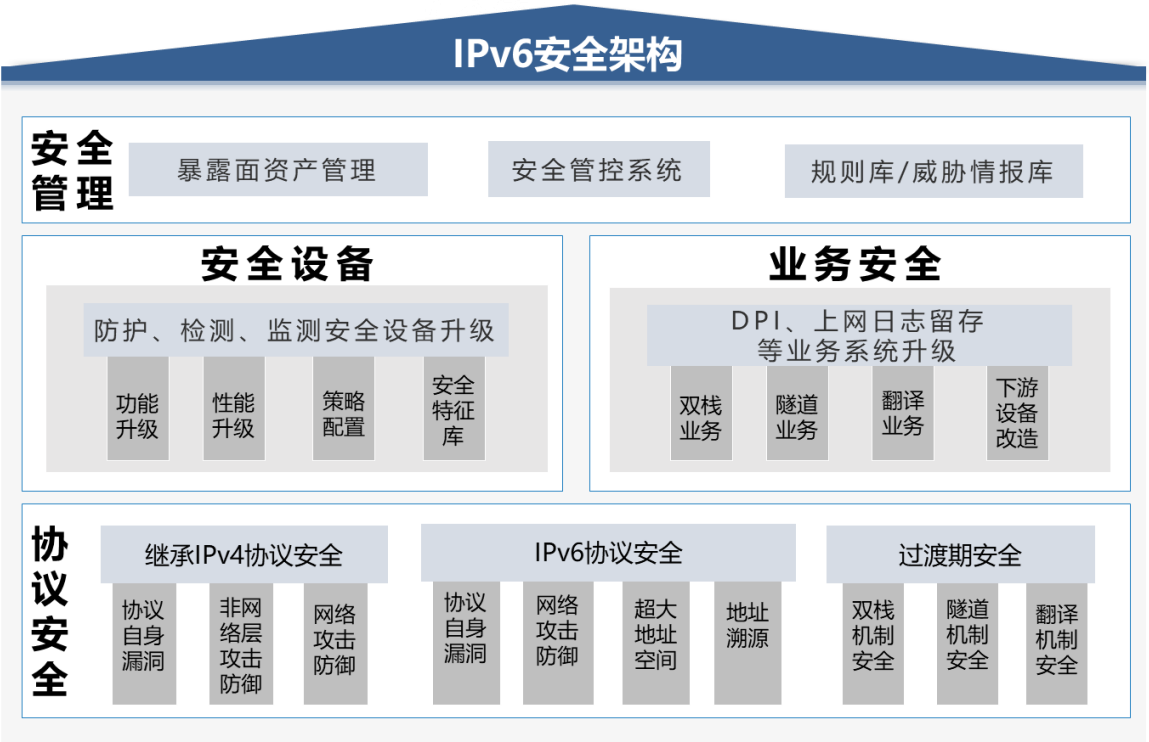 IPv6安全架构
安全
管理
暴露面资产管理
安全管控系统
规则库/威胁情报库
安全设备
防护、检测、监测安全设备升级
功能
升级
性能
升级
策略
配置
安全
特征
库
业务安全
DPI、上网日志留存
等业务系统升级
双栈
业务
隧道
业务
翻译
业务
下游
设备
改造
协
议
安
全
继承IPv4协议安全
协议
自身
漏洞
非网
络层
攻击
防御
网络
攻击
防御
IPv6协议安全
协议
自身
漏洞
网络
攻击
防御
超大
地址
空间
地址
溯源
过渡期安全
双栈
机制
安全
隧道
机制
安全
翻译
机制
安全